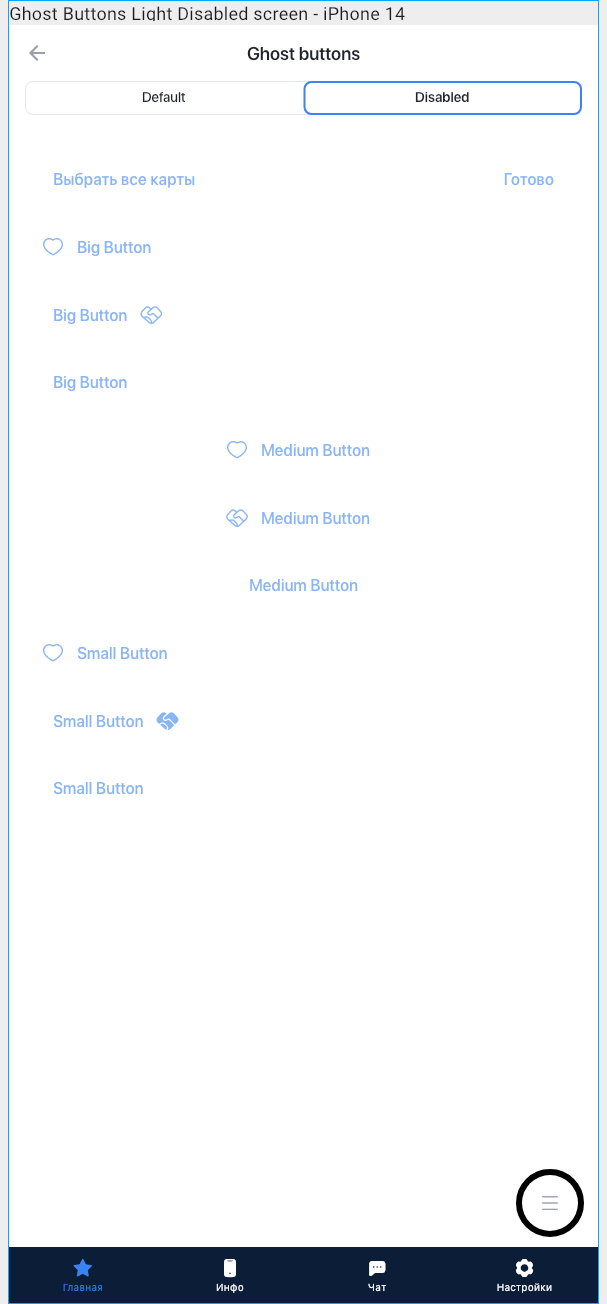 Ghost Buttons Light Disabled screen - iPhone 14
Ghost buttons
Default Disabled
Выбрать все карты Готово
Big Button
Big Button
Big Button
Medium Button
Medium Button
Medium Button
Small Button
Small Button
Small Button
Главная Инфо Чат Настройки